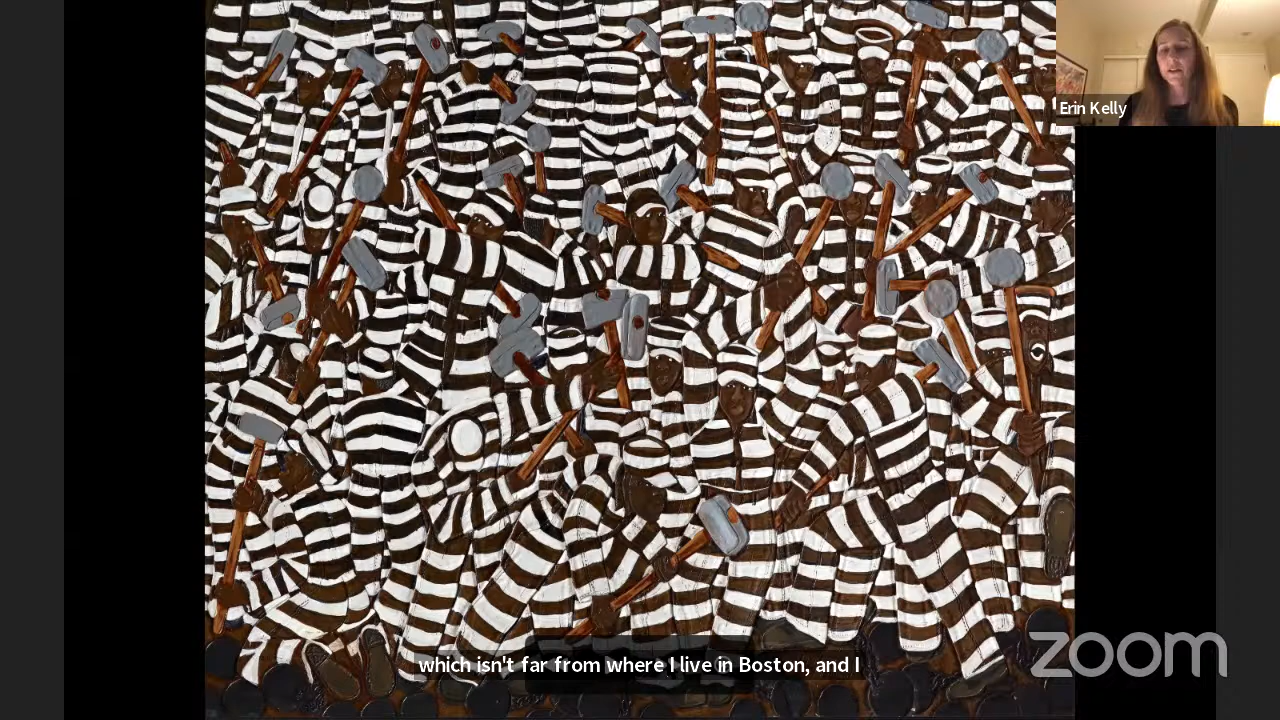 Erin Kelly
which isn't far from where I live in Boston, and I
zoom